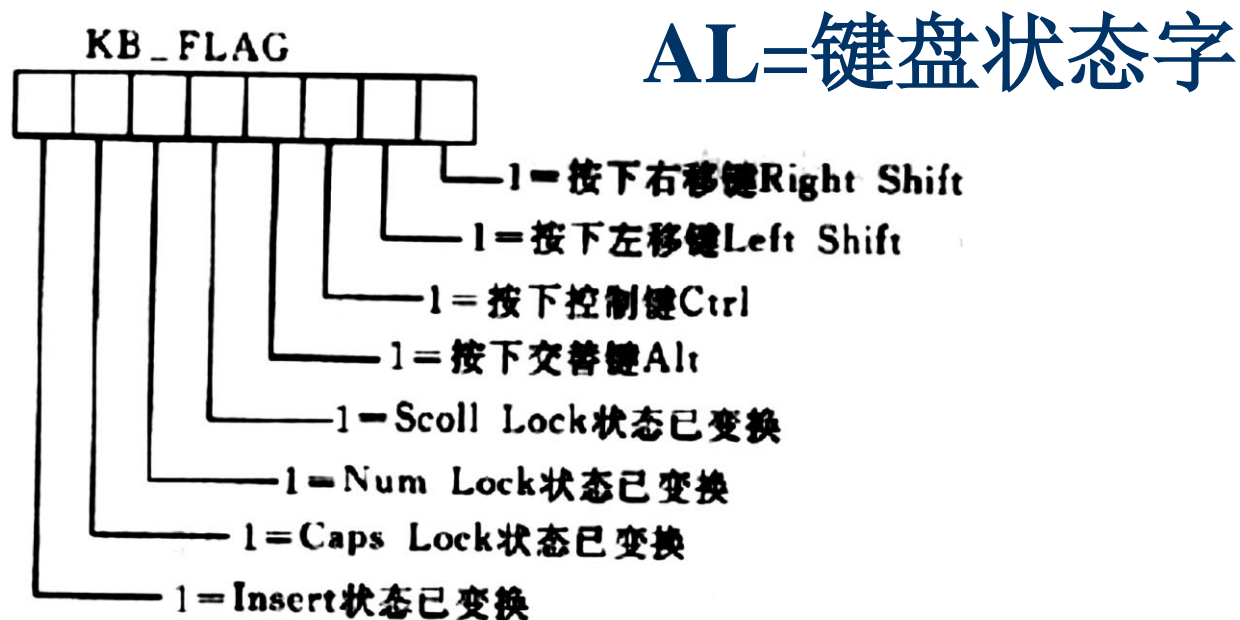 KB_FLAG
AL=键盘状态字
1=按下右移键Right Shift
1=按下左移键Left Shift
1=按下控制键Ctrl
1=按下交替键Alt
1=Scoll Lock状态已变换
1=Num Lock状态已变换
1=Caps Lock状态已变换
1=Insert状态已变换